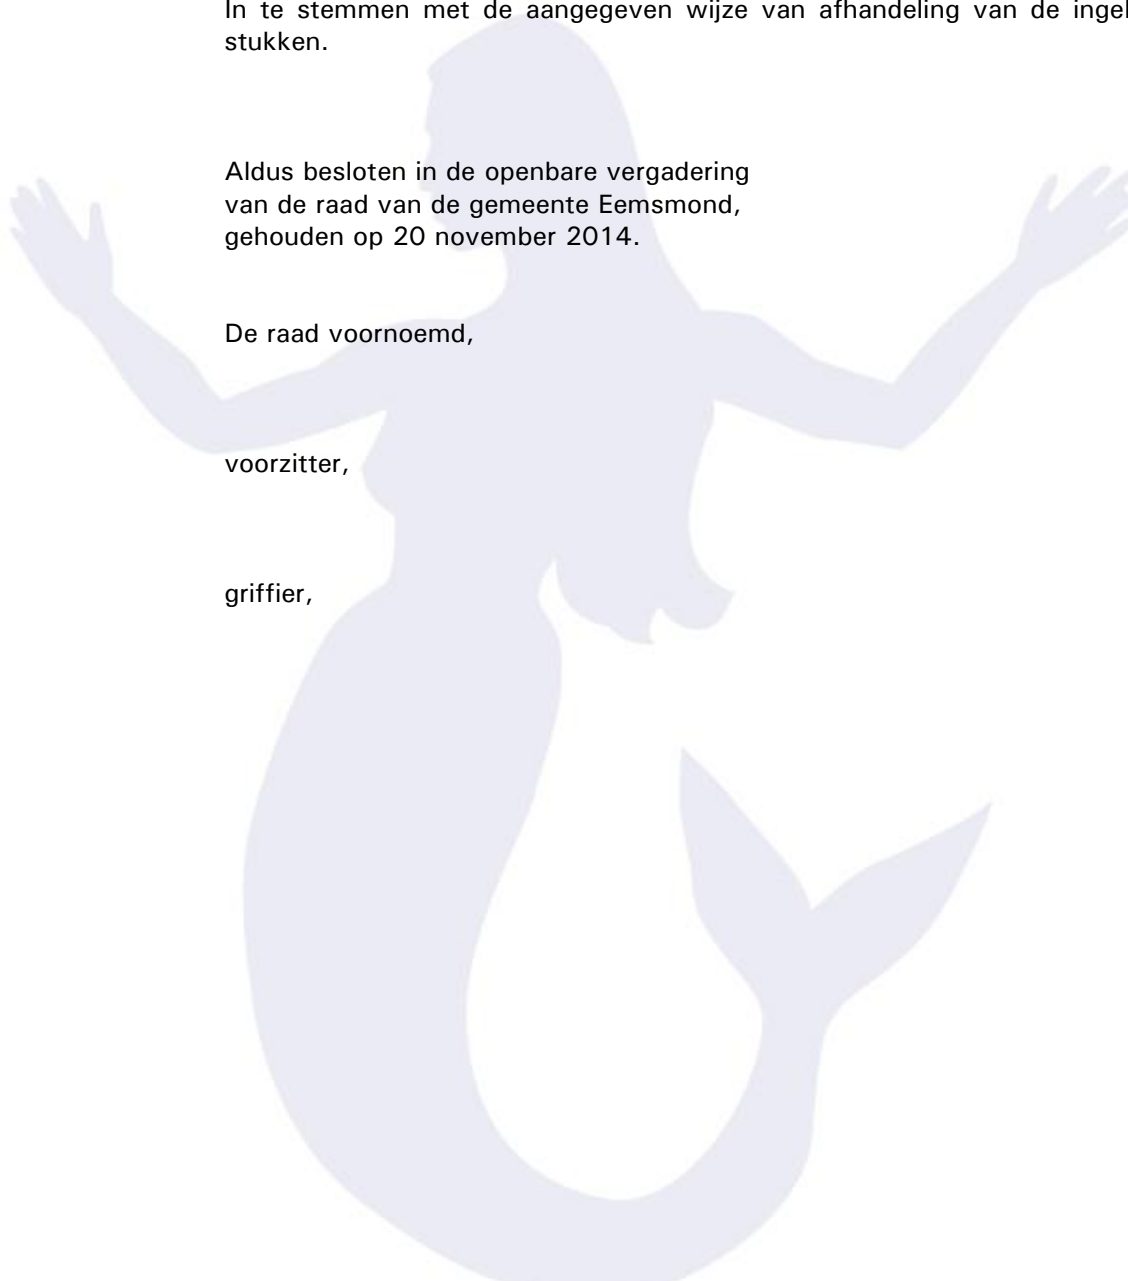 In te stemmen met de aangegeven wijze van afhandeling van de
stukken.
Aldus besloten in de openbare vergadering
van de raad van de gemeente Eemsmond,
gehouden op 20 november 2014.
De raad voornoemd,
voorzitter,
griffier,